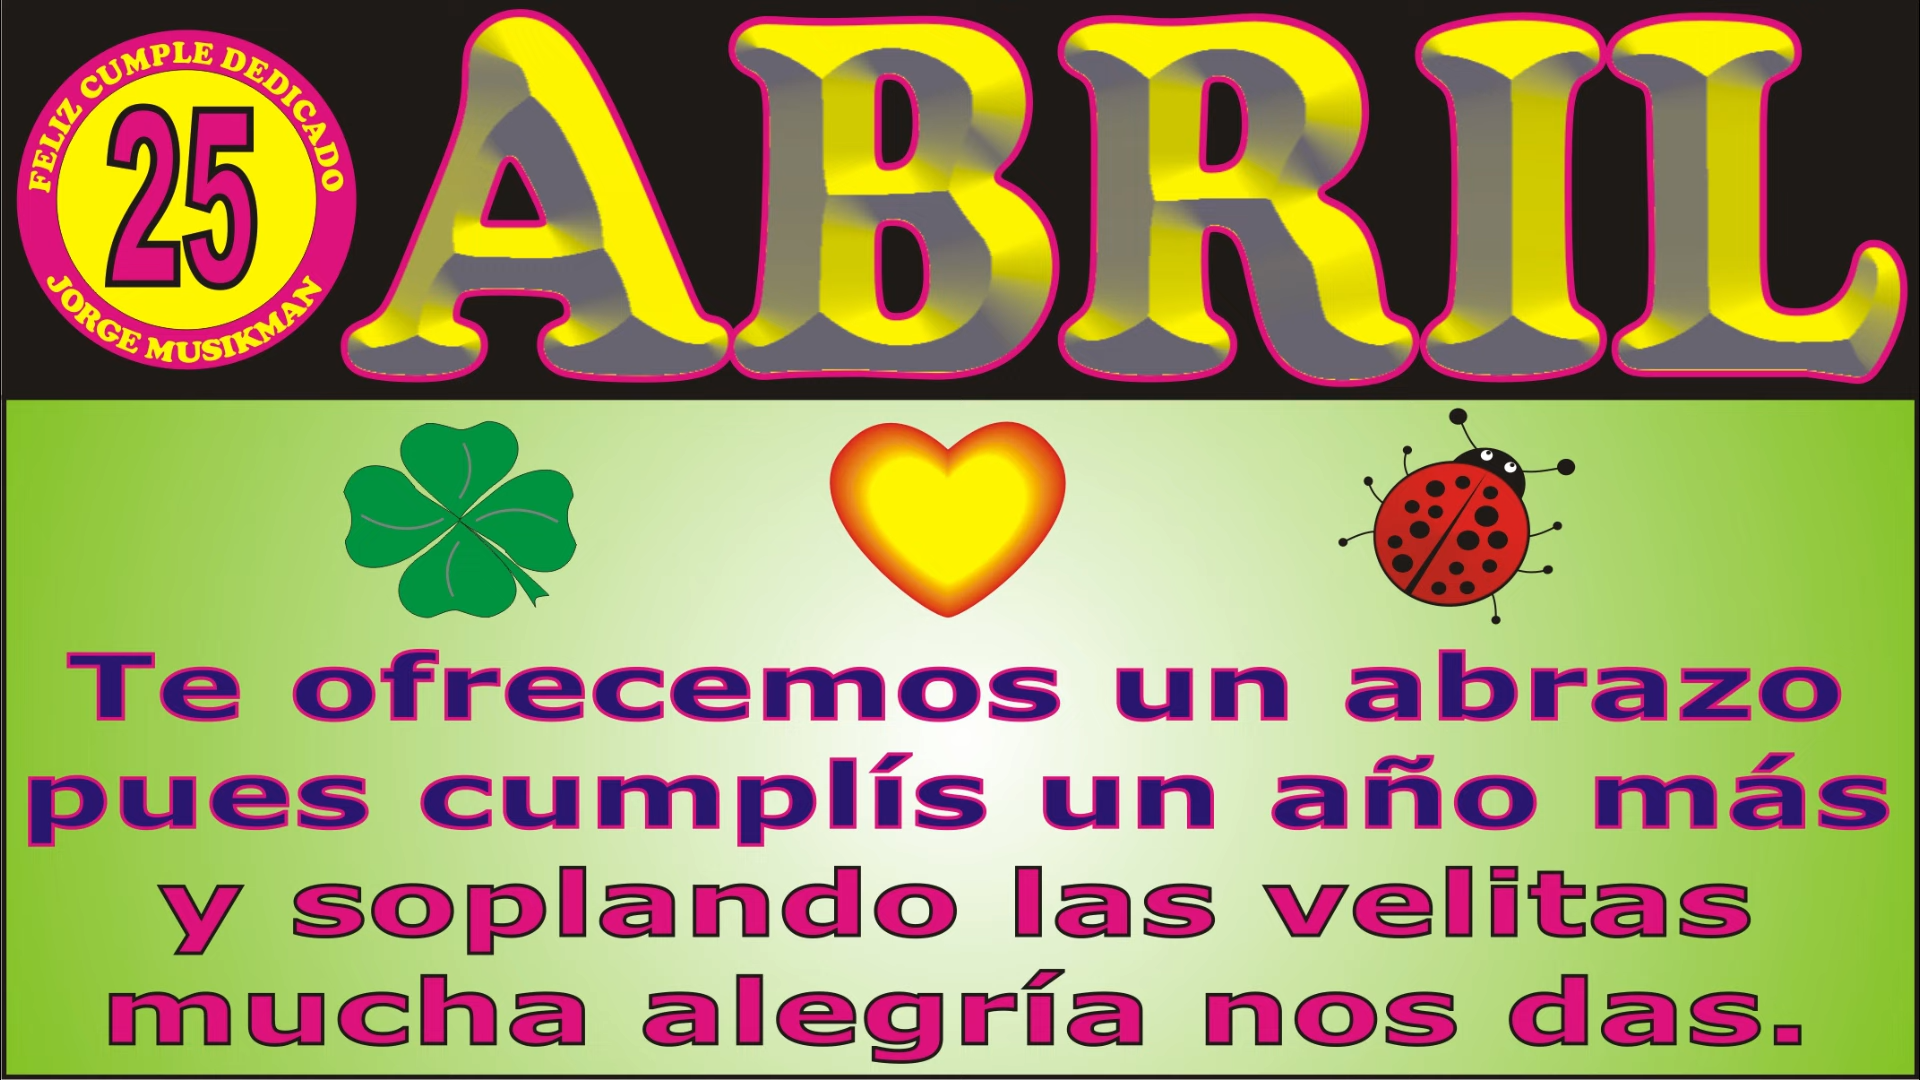 FELIZ CUMPLE DEDICADO
25
JORGE MUSIKMAN
ABRIL
Te ofrecemos un abrazo
pues cumplís un año más
y soplando las velitas
mucha alegría nos das.